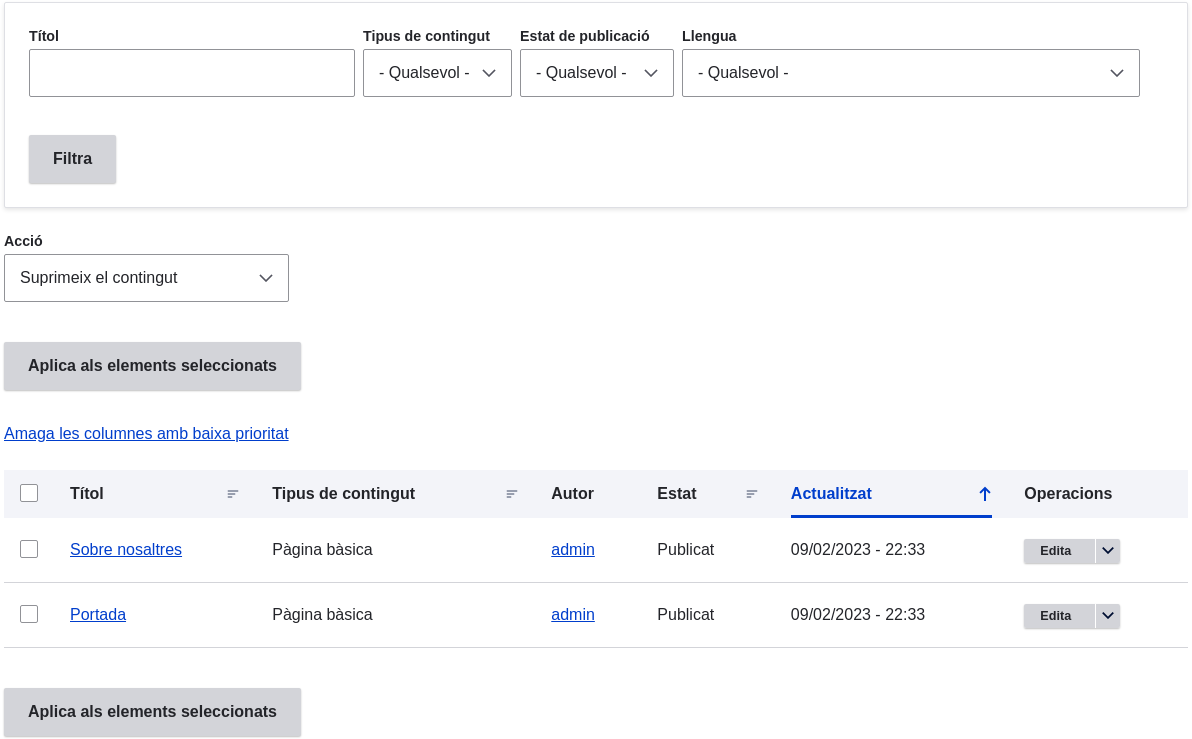 Títol Tipus de contingut Estat de publicació Llengua
- Qualsevol - - Qualsevol - - Qualsevol -
Filtra
Acció
Suprimeix el contingut
Aplica als elements seleccionats
Amaga les columnes amb baixa prioritat
Títol Tipus de contingut Autor Estat Actualitzat Operacions
Sobre nosaltres Pàgina bàsica admin Publicat 09/02/2023 - 22:33 Edita
Portada Pàgina bàsica admin Publicat 09/02/2023 - 22:33 Edita
Aplica als elements seleccionats